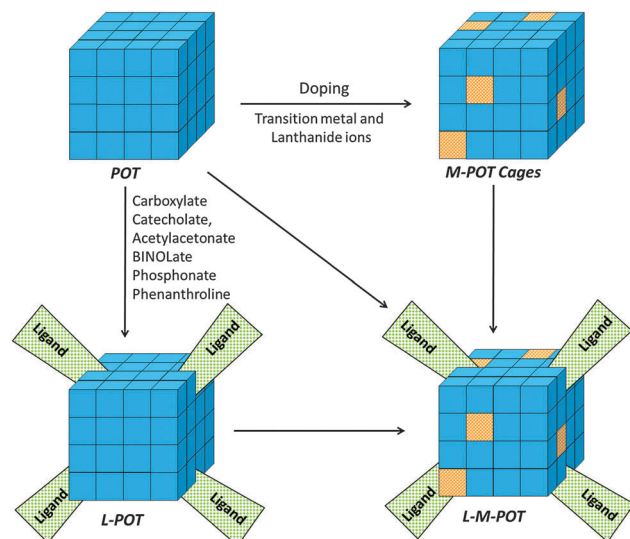 Doping
Transition metal and
Lanthanide ions
POT
M-POT Cages
Carboxylate
Catecholate,
Acetylacetonate
BINOLate
Phosphonate
Phenanthroline
Ligand
Ligand
Ligand
Ligand
Ligand
Ligand
Ligand
Ligand
L-POT
L-M-POT